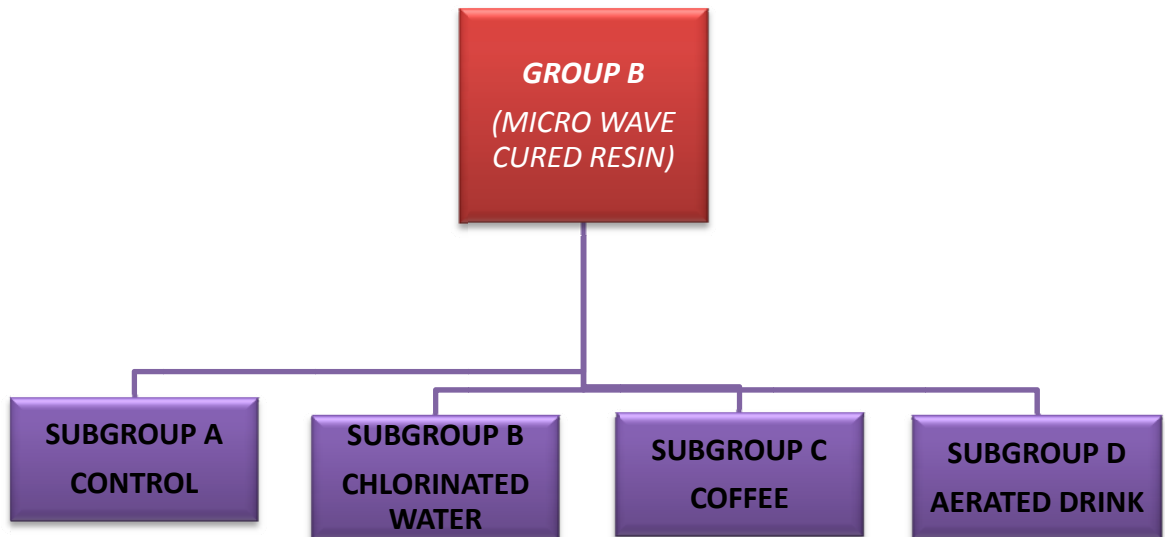 GROUP B
(MICRO WAVE
CURED RESIN)
SUBGROUP A
CONTROL
SUBGROUP B
CHLORINATED
WATER
SUBGROUP C
COFFEE
SUBGROUP D
AERATED DRINK